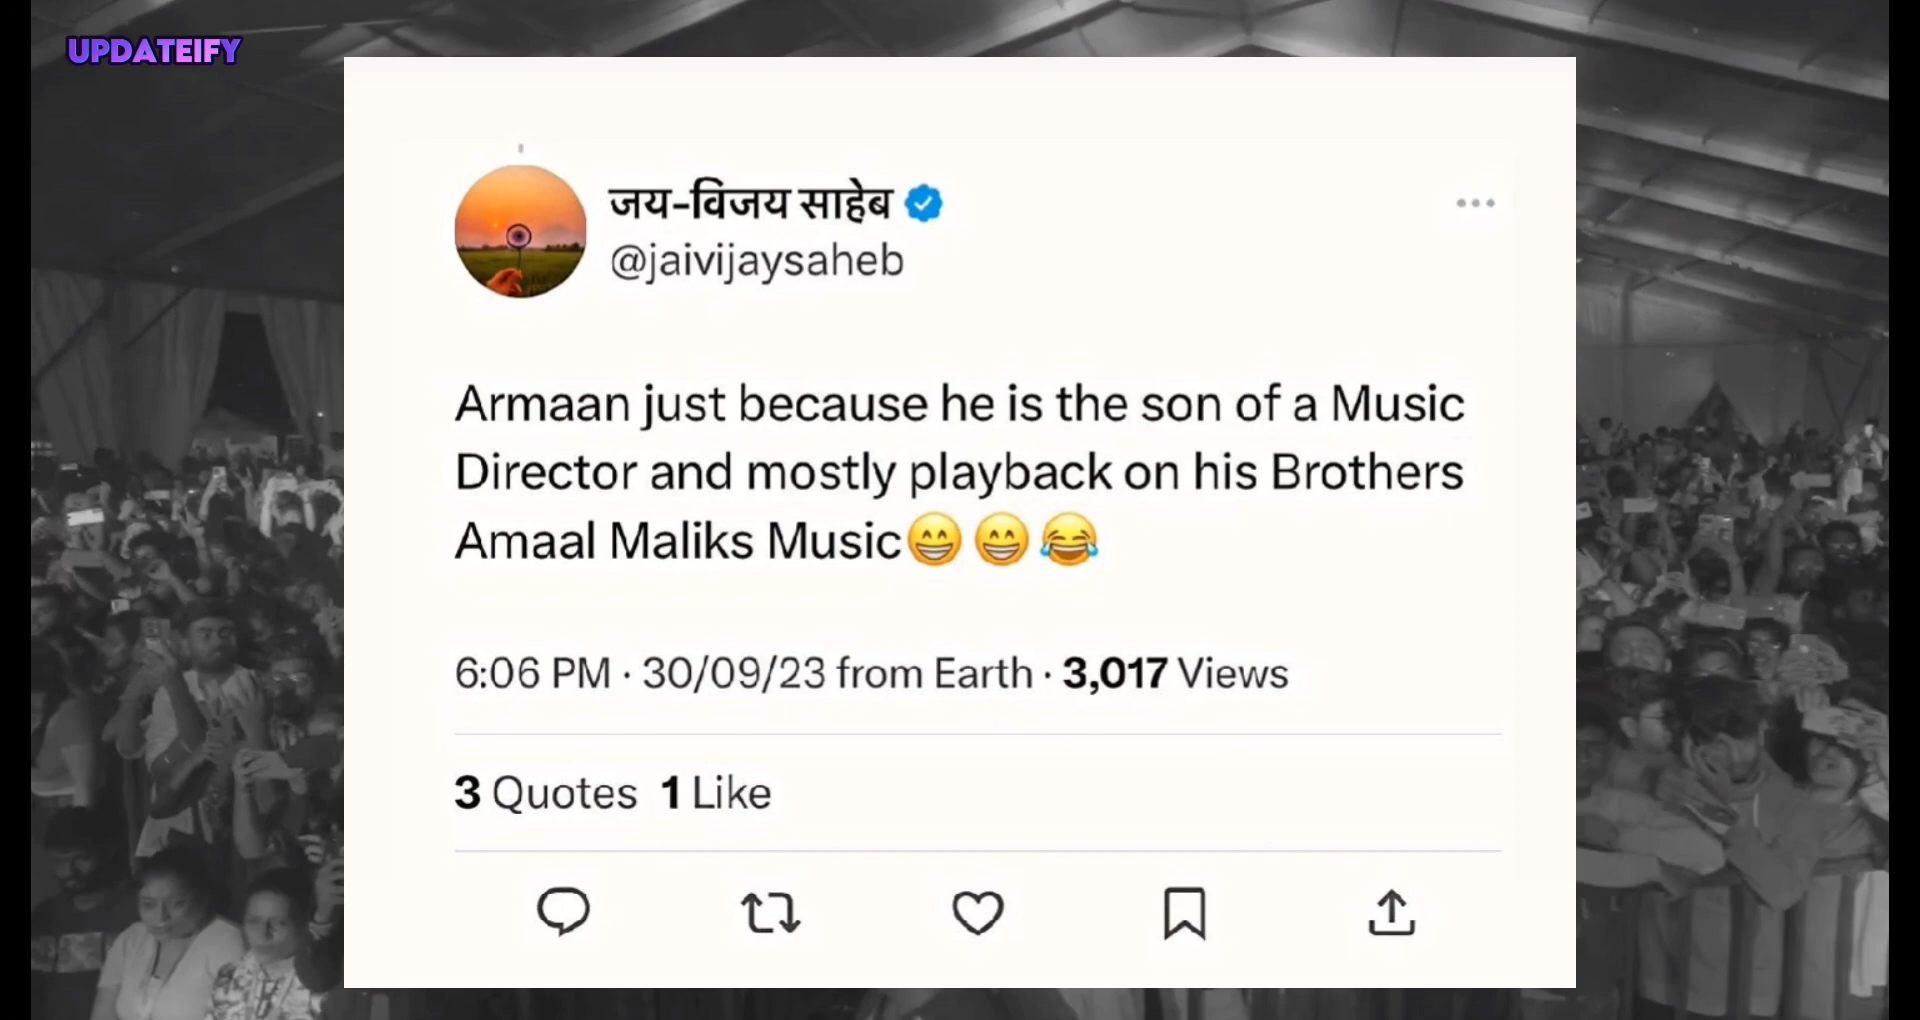 UPDATEIFY
जय-विजय साहेब
@jaivijaysaheb
Armaan just because he is the son of a Music
Director and mostly playback on his Brothers
Amaal Maliks Music😁😁😂
6:06 PM · 30/09/23 from Earth · 3,017 Views
3 Quotes 1 Like